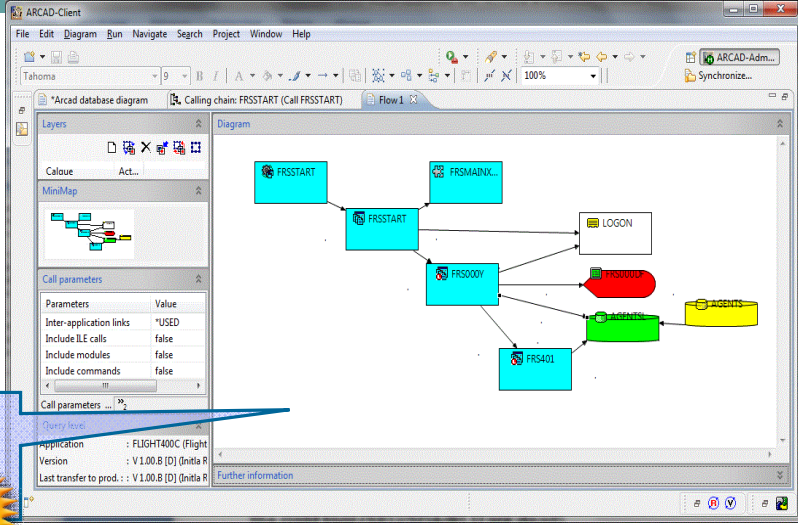 ARCAD-Client
File Edit Diagram Run Navigate Search Project Window Help
ARCAD-Adm...
Tahoma 9 B I A 100% Synchronize...
*Arcad database diagram Calling chain: FRSSTART (Call FRSSTART) Flow 1
Layers
Calque Act...
MiniMap
Call parameters
Parameters Value
Inter-application links *USED
Include ILE calls false
Include modules false
Include commands false
Call parameters ... »2
Query level
Application : FLIGHT400C (Flight
Version : V 1.00.B [D] (Initla R
Last transfer to prod. : : V 1.00.B [D] (Initla R
Diagram
FRSSTART
FRSMAINX...
FRSSTART
LOGON
FRS000Y
FRS000DF
AGENTS
AGENTSL
FRS401
Further information